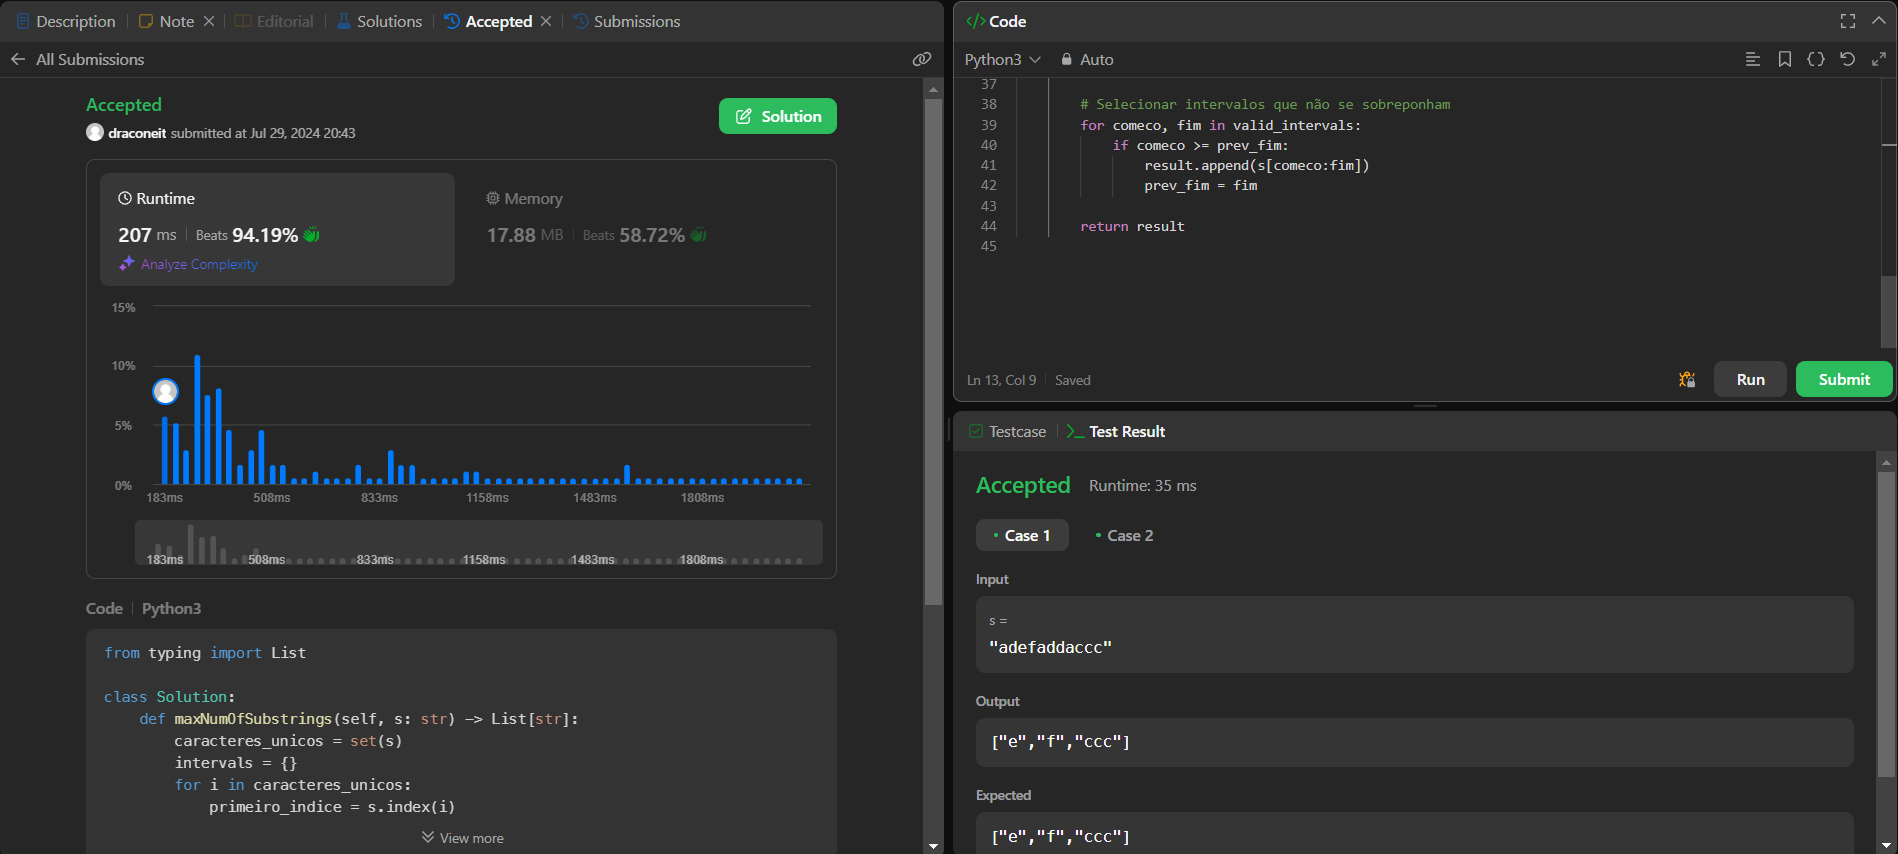 Description
Note
Editorial
Solutions
Accepted
Submissions
All Submissions
Accepted
draconeit submitted at Jul 29, 2024 20:43
Solution
Runtime
207 ms Beats 94.19%
Analyze Complexity
Memory
17.88 MB Beats 58.72%
15%
10%
5%
0%
183ms 508ms 833ms 1158ms 1483ms 1808ms
183ms 508ms 833ms 1158ms 1483ms 1808ms
Code Python3
from typing import List
class Solution:
def maxNumOfSubstrings(self, s: str) -> List[str]:
caracteres_unicos = set(s)
intervals = {}
for i in caracteres_unicos:
primeiro_indice = s.index(i)
View more
</> Code
Python3 Auto
37
38 # Selecionar intervalos que não se sobreponham
39 for comeco, fim in valid_intervals:
40 if comeco >= prev_fim:
41 result.append(s[comeco:fim])
42 prev_fim = fim
43
44 return result
45
Ln 13, Col 9 Saved
Run
Submit
Testcase
Test Result
Accepted Runtime: 35 ms
Case 1
Case 2
Input
s =
"adefaddaccc"
Output
["e","f","ccc"]
Expected
["e","f","ccc"]